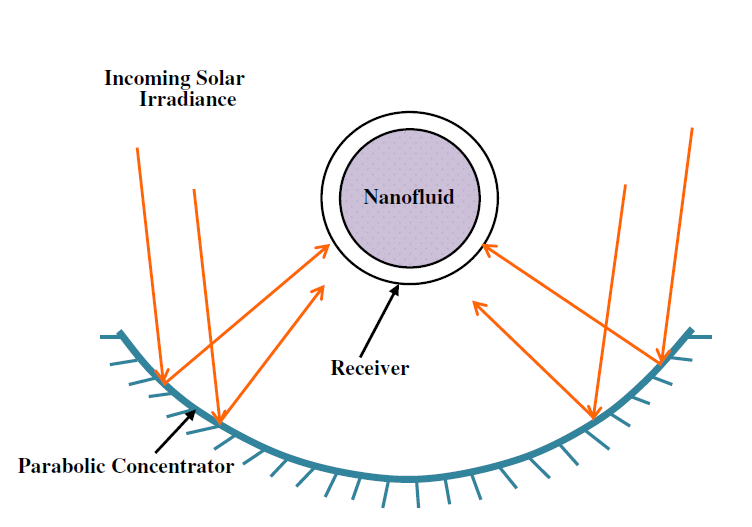 Incoming Solar
Irradiance
Nanofluid
Receiver
Parabolic Concentrator